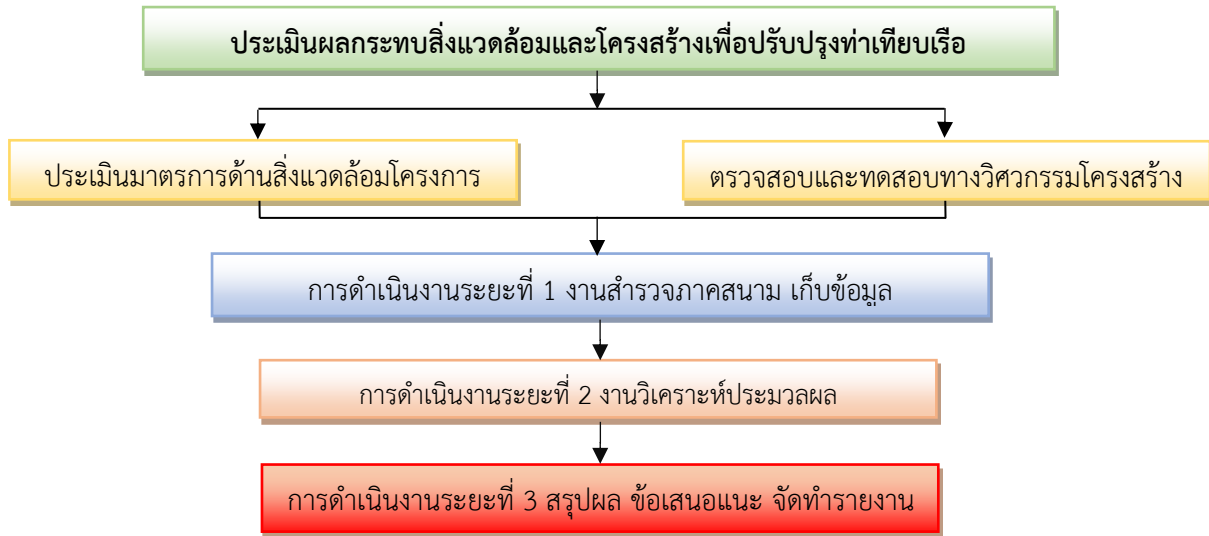 ประเมินผลกระทบสิ่งแวดล้อมและโครงสร้างเพื่อปรับปรุงท่าเทียบเรือ
ประเมินมาตรการด้านสิ่งแวดล้อมโครงการ
ตรวจสอบและทดสอบทางวิศวกรรมโครงสร้าง
การดำเนินงานระยะที่ 1 งานสำรวจภาคสนาม เก็บข้อมูล
การดำเนินงานระยะที่ 2 งานวิเคราะห์ประมวลผล
การดำเนินงานระยะที่ 3 สรุปผล ข้อเสนอแนะ จัดทำรายงาน